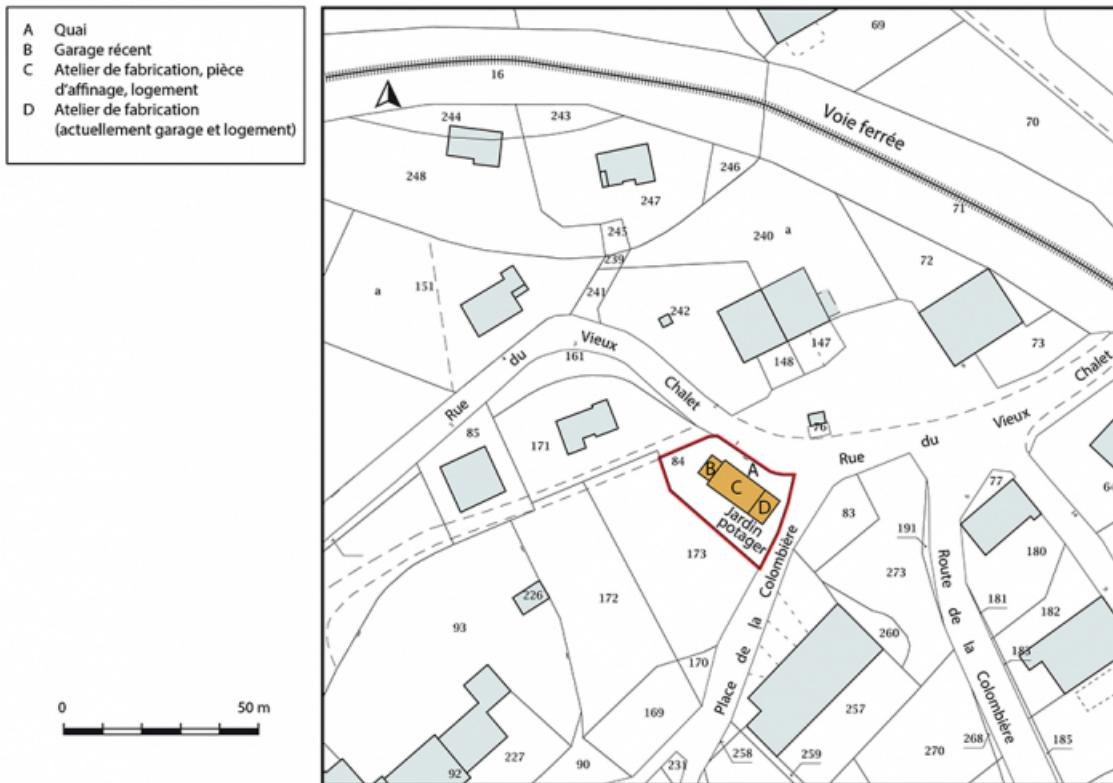 A Quai
B Garage récent
C Atelier de fabrication, pièce
d'affinage, logement
D Atelier de fabrication
(actuellement garage et logement)
69
16
Voie ferrée
70
244
243
248
247
246
71
245
240
a
72
239
151
a
241
242
147
148
73
Rue du Vieux Chalet
161
76
Rue du Vieux Chalet
85
171
84
B
A
C
D
Jardin
potager
83
77
64
191
180
173
273
Route de la Colombière
226
172
93
181
182
260
183
170
Place de la Colombière
169
257
268
185
227
90
92
231
258
259
270
0
50 m